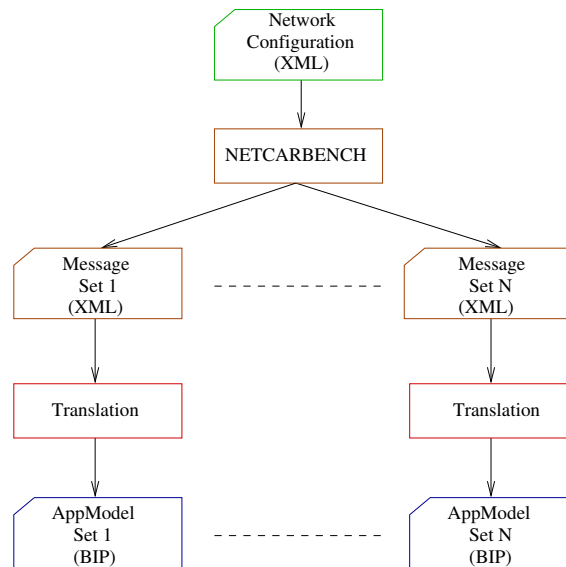 Network
Configuration
(XML)
NETCARBENCH
Message
Set 1
(XML)
Message
Set N
(XML)
Translation
Translation
AppModel
Set 1
(BIP)
AppModel
Set N
(BIP)